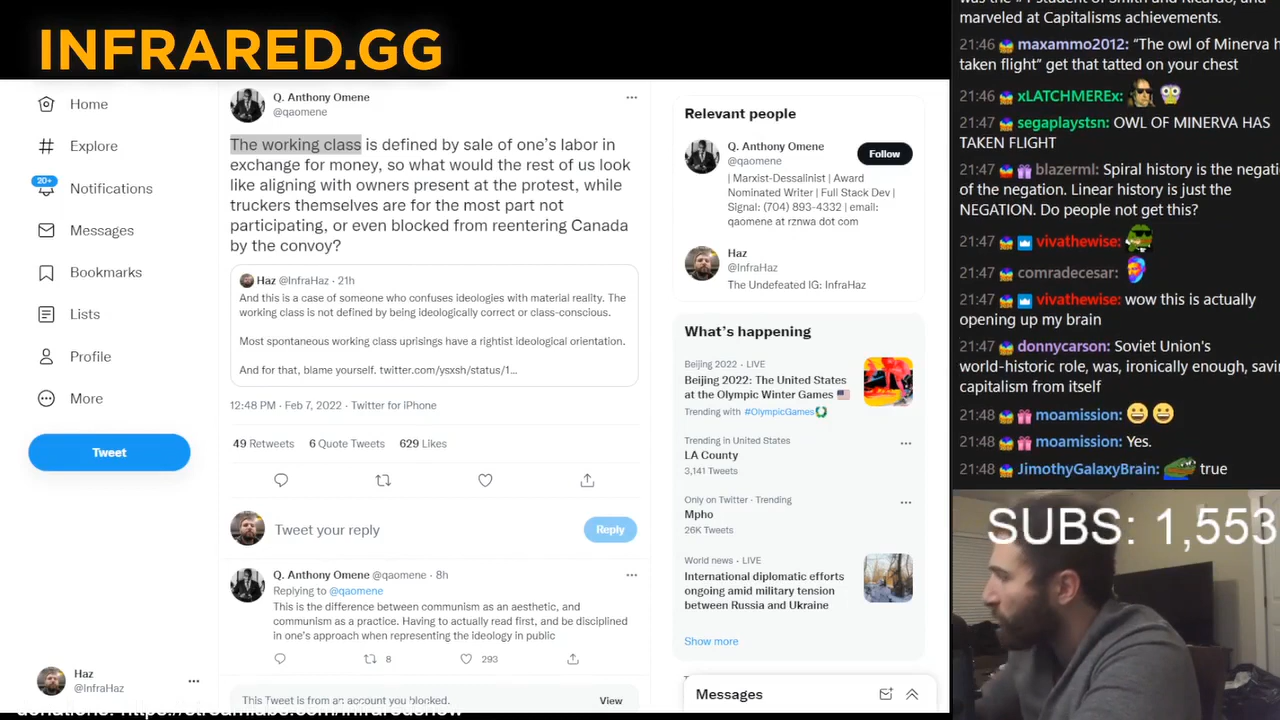 INFRARED.GG
Home
Explore
20+
Notifications
Messages
Bookmarks
Lists
Profile
More
Tweet
Haz
@InfraHaz
Q. Anthony Omene
@qaomene
The working class is defined by sale of one's labor in
exchange for money, so what would the rest of us look
like aligning with owners present at the protest, while
truckers themselves are for the most part not
participating, or even blocked from reentering Canada
by the convoy?
Haz @InfraHaz · 21h
And this is a case of someone who confuses ideologies with material reality. The
working class is not defined by being ideologically correct or class-conscious.
Most spontaneous working class uprisings have a rightist ideological orientation.
And for that, blame yourself. twitter.com/ysxsh/status/1...
12:48 PM · Feb 7, 2022 · Twitter for iPhone
49 Retweets 6 Quote Tweets 629 Likes
Tweet your reply
Reply
Q. Anthony Omene @qaomene · 8h
Replying to @qaomene
This is the difference between communism as an aesthetic, and
communism as a practice. Having to actually read first, and be disciplined
in one's approach when representing the ideology in public
8 293
This Tweet is from an account you blocked.
View
Relevant people
Q. Anthony Omene
@qaomene
Follow
| Marxist-Dessalinist | Award
Nominated Writer | Full Stack Dev |
Signal: (704) 893-4332 | email:
qaomene at rznwa dot com
Haz
@InfraHaz
The Undefeated IG: InfraHaz
What's happening
Beijing 2022 · LIVE
Beijing 2022: The United States
at the Olympic Winter Games
Trending with #OlympicGames
Trending in United States
LA County
3,141 Tweets
Only on Twitter · Trending
Mpho
26K Tweets
World news · LIVE
International diplomatic efforts
ongoing amid military tension
between Russia and Ukraine
Show more
Messages
of Smith and Ricardo, and
marveled at Capitalisms achievements.
21:46 maxammo2012: "The owl of Minerva h
taken flight" get that tatted on your chest
21:46 xLATCHMEREx:
21:47 segaplaystsn: OWL OF MINERVA HAS
TAKEN FLIGHT
21:47 blazerml: Spiral history is the negati
of the negation. Linear history is just the
NEGATION. Do people not get this?
21:47 vivathewise:
21:47 comradecesar:
21:47 vivathewise: wow this is actually
opening up my brain
21:47 donnycarson: Soviet Union's
world-historic role, was, ironically enough, savi
capitalism from itself
21:48 moamission:
21:48 moamission: Yes.
21:48 JimothyGalaxyBrain: true
SUBS: 1,553